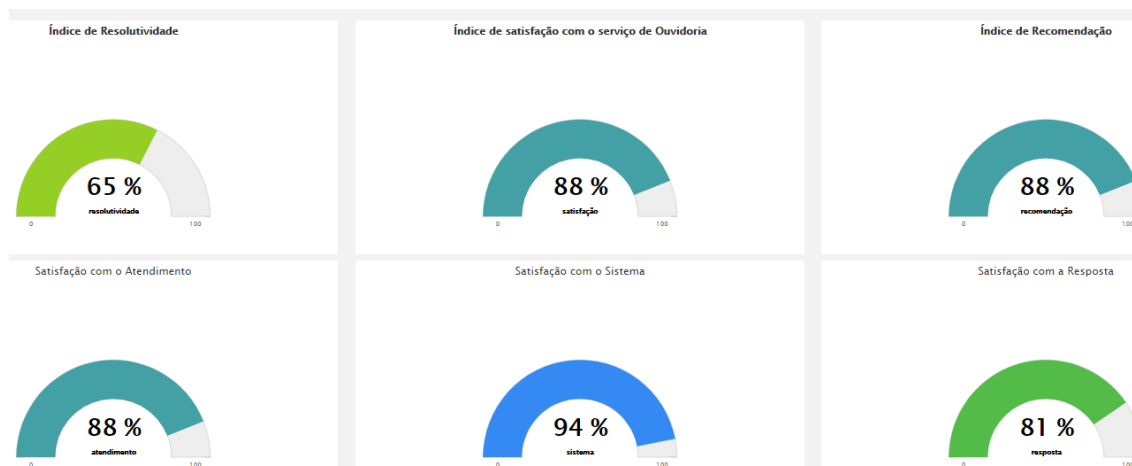 Índice de Resolutividade
65 %
resolutividade
0 100
Índice de satisfação com o serviço de Ouvidoria
88 %
satisfação
0 100
Índice de Recomendação
88 %
recomendação
0 100
Satisfação com o Atendimento
88 %
atendimento
0 100
Satisfação com o Sistema
94 %
sistema
0 100
Satisfação com a Resposta
81 %
resposta
0 100